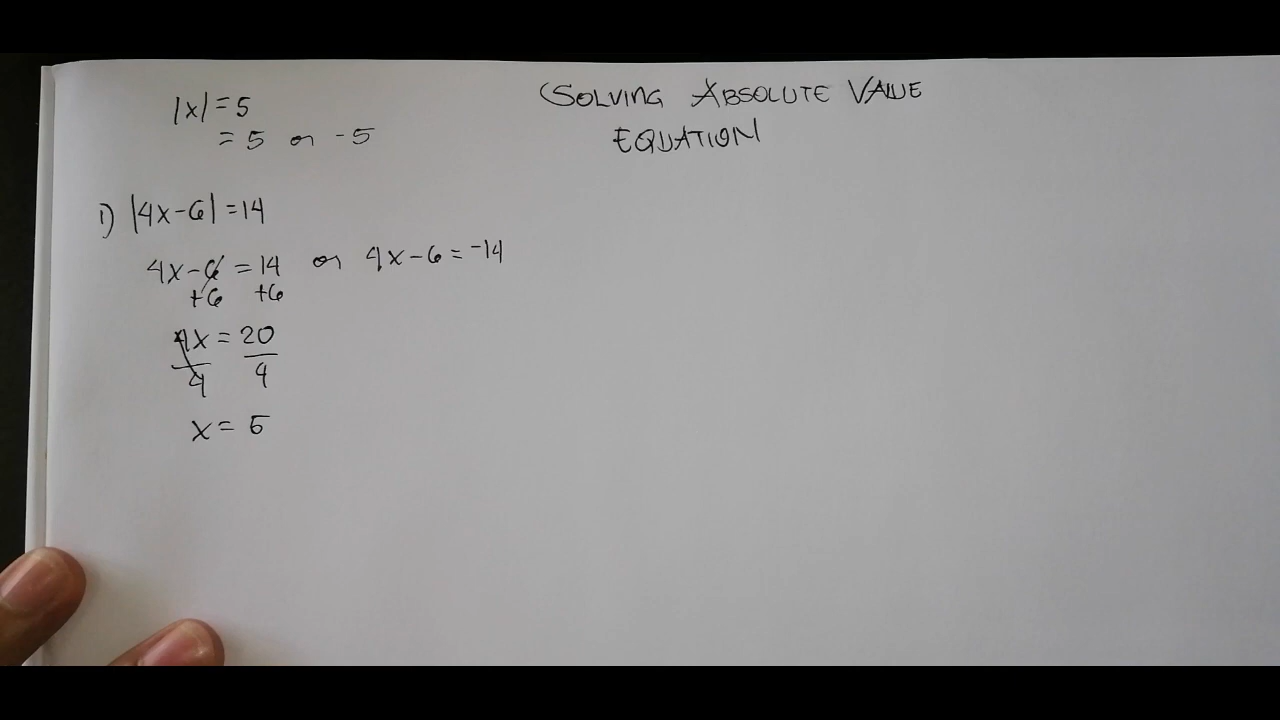 SOLVING ABSOLUTE VALUE
EQUATION
|x| = 5
= 5 or -5
1) |4x-6| = 14
4x-6 = 14 or 4x-6 = -14
+6 +6
4x = 20
4 4
x = 5